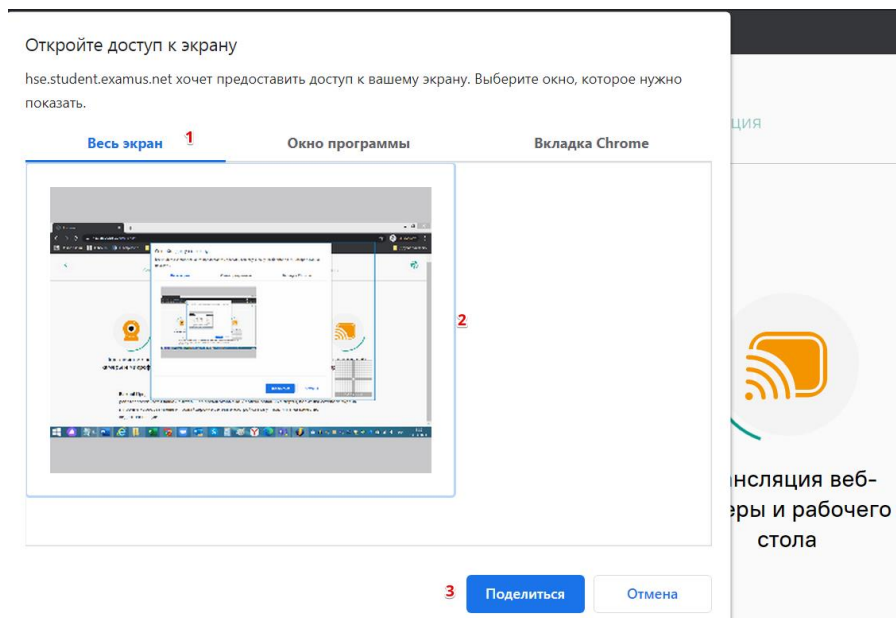 Откройте доступ к экрану
hse.student.examus.net хочет предоставить доступ к вашему экрану. Выберите окно, которое нужно
показать.
Весь экран 1 Окно программы Вкладка Chrome
2
3 Поделиться Отмена
ция
нсляция веб-
еры и рабочего
стола